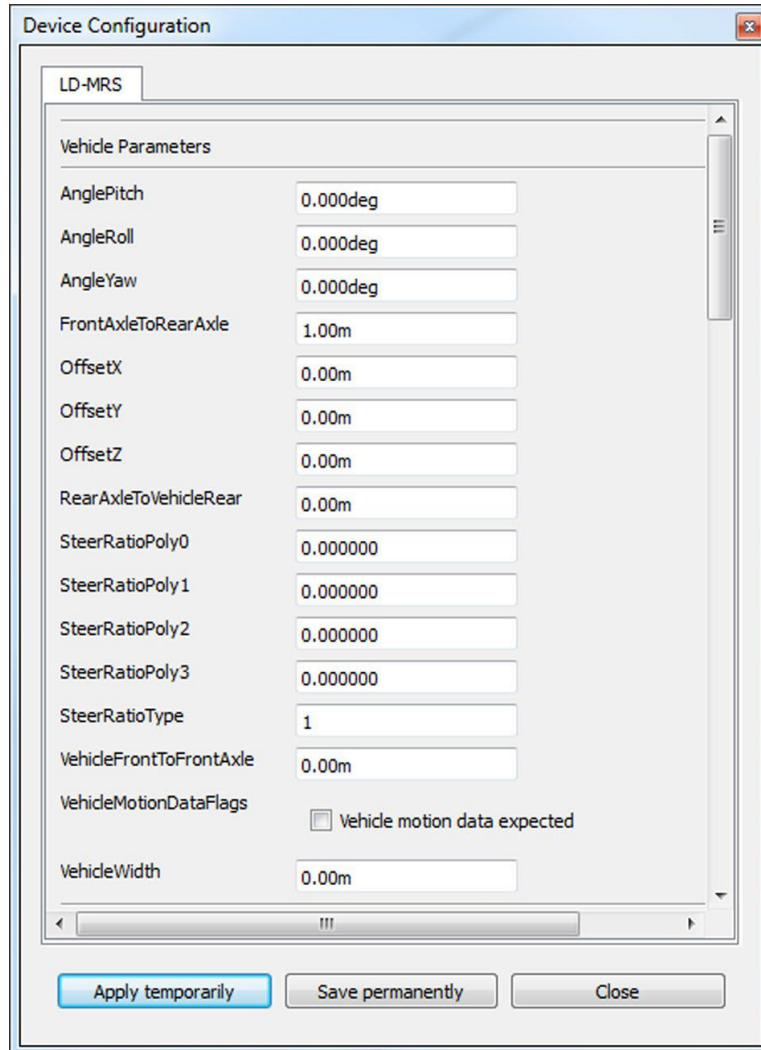 Device Configuration
LD-MRS
Vehicle Parameters
AnglePitch 0.000deg
AngleRoll 0.000deg
AngleYaw 0.000deg
FrontAxleToRearAxle 1.00m
OffsetX 0.00m
OffsetY 0.00m
OffsetZ 0.00m
RearAxleToVehicleRear 0.00m
SteerRatioPoly0 0.000000
SteerRatioPoly1 0.000000
SteerRatioPoly2 0.000000
SteerRatioPoly3 0.000000
SteerRatioType 1
VehicleFrontToFrontAxle 0.00m
VehicleMotionDataFlags Vehicle motion data expected
VehicleWidth 0.00m
Apply temporarily Save permanently Close